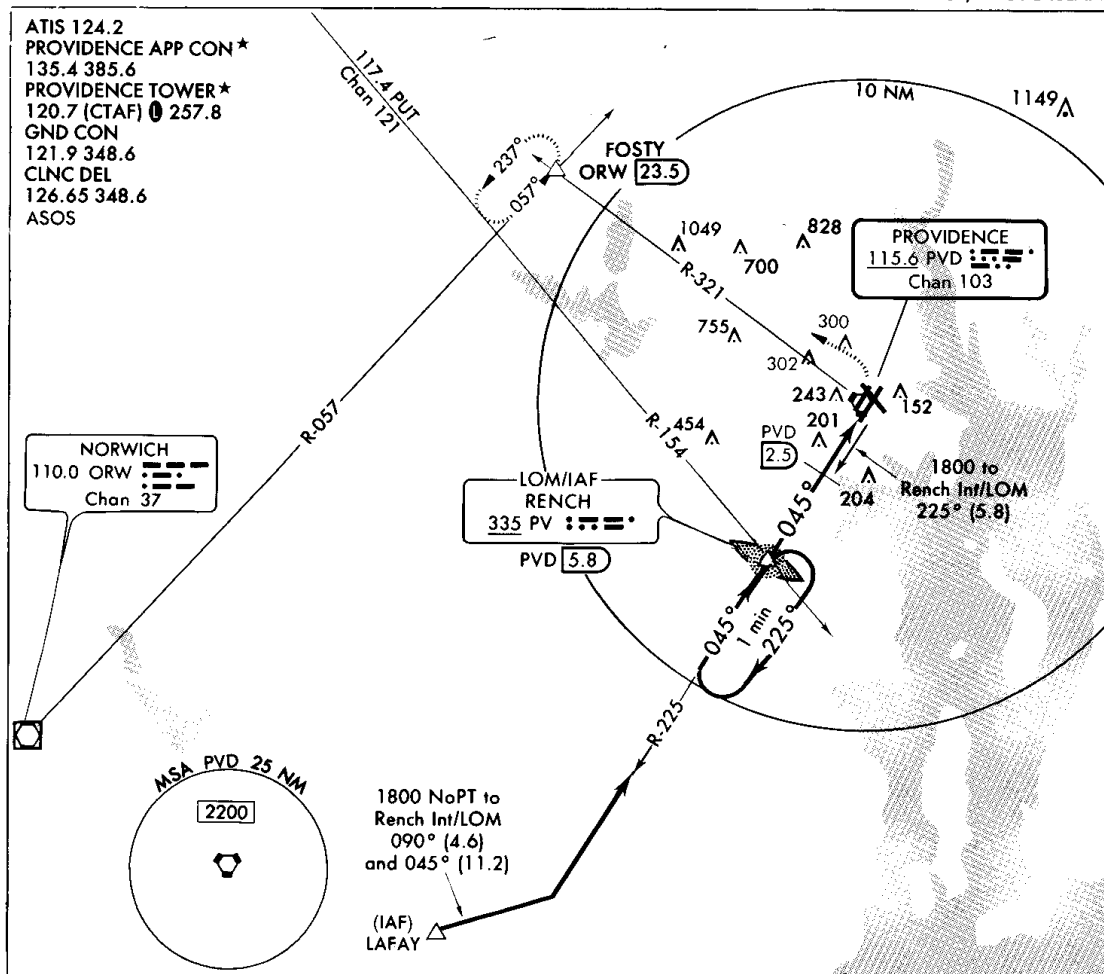 ATIS 124.2
PROVIDENCE APP CON ★
135.4 385.6
PROVIDENCE TOWER ★
120.7 (CTAF) L 257.8
GND CON
121.9 348.6
CLNC DEL
126.65 348.6
ASOS
117.4 PUT
Chan 121
10 NM
1149
237°
057°
FOSTY
ORW 23.5
1049
700
828
PROVIDENCE
115.6 PVD
Chan 103
R-321
755
300
302
243
152
R-057
R-154
454
201
PVD
2.5
204
1800 to
Rench Int/LOM
225° (5.8)
NORWICH
110.0 ORW
Chan 37
LOM/IAF
RENCH
335 PV
PVD 5.8
045°
045°
1 min
225°
R-225
MSA PVD 25 NM
2200
1800 NoPT to
Rench Int/LOM
090° (4.6)
and 045° (11.2)
(IAF)
LAFAY